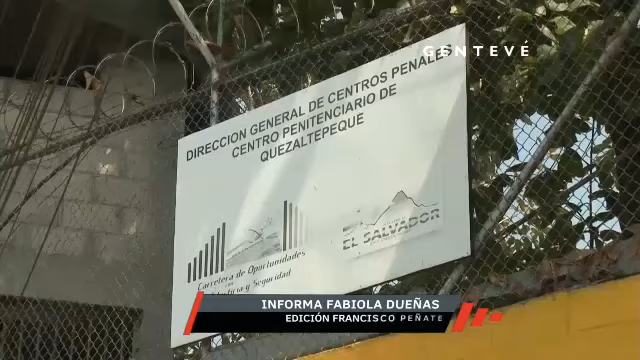 GENTEVÉ
DIRECCION GENERAL DE CENTROS PENALES
CENTRO PENITENCIARIO DE
QUEZALTEPEQUE
EL SALVADOR
Carretera de Oportunidades
y Seguridad
INFORMA FABIOLA DUEÑAS
EDICIÓN FRANCISCO PEÑATE